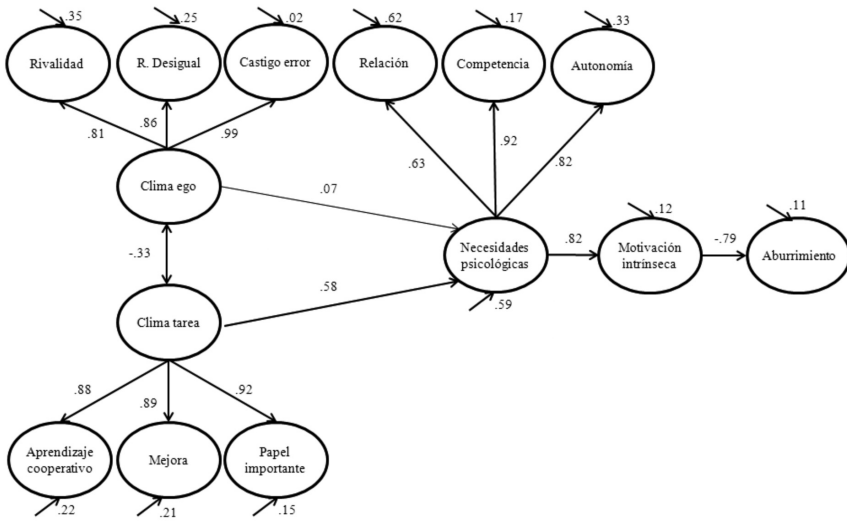 .35
.25
.02
.62
.17
.33
Rivalidad
R. Desigual
Castigo error
Relación
Competencia
Autonomía
.81
.86
.99
.63
.92
.82
Clima ego
.07
-.33
Necesidades
psicológicas
.82
.12
Motivación
intrínseca
-.79
.11
Aburrimiento
.59
Clima tarea
.58
.88
.89
.92
Aprendizaje
cooperativo
Mejora
Papel
importante
.22
.21
.15